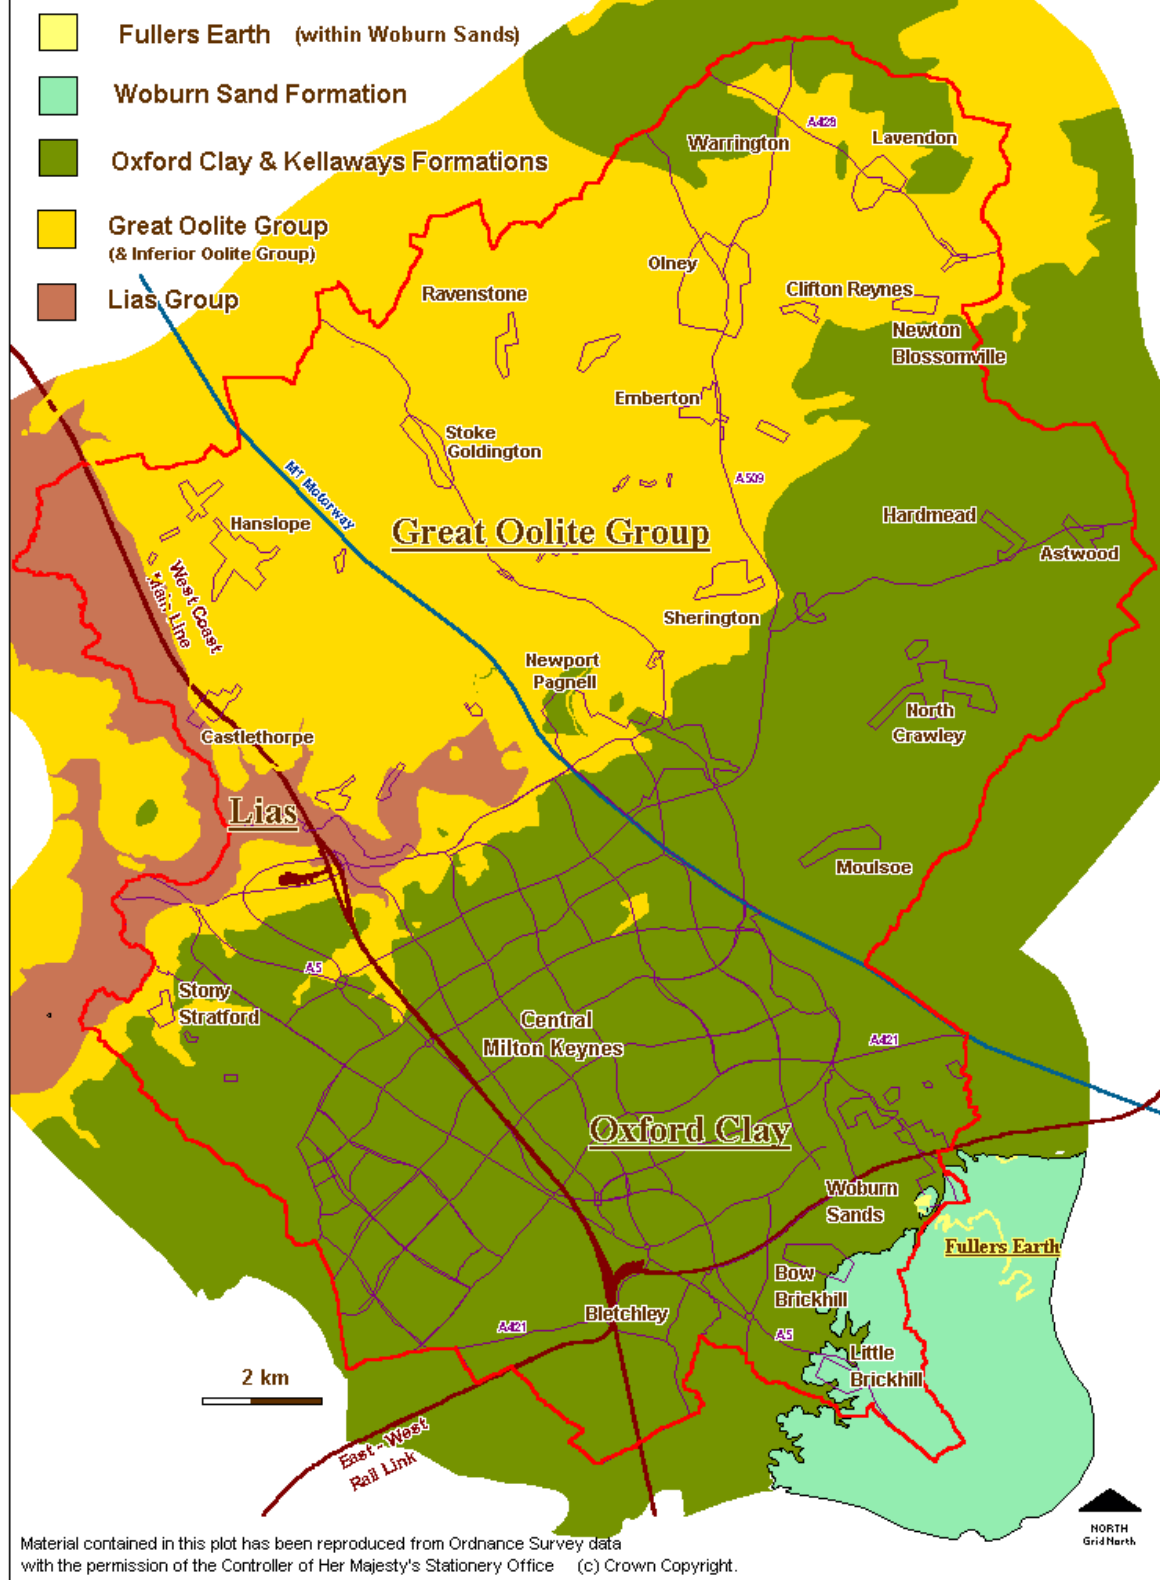 Fullers Earth (within Woburn Sands)
Woburn Sand Formation
Oxford Clay & Kellaways Formations
Great Oolite Group
(& Inferior Oolite Group)
Lias Group
A428
Warrington
Lavendon
Olney
Ravenstone
Clifton Reynes
Newton
Blossomville
Emberton
Stoke
Goldington
M1 Motorway
A509
Hanslope
Great Oolite Group
Hardmead
Astwood
West Coast
Main Line
Sherington
Newport
Pagnell
North
Crawley
Castlethorpe
Lias
Moulsoe
A5
Stony
Stratford
Central
Milton Keynes
A421
Oxford Clay
Woburn
Sands
Fullers Earth
Bow
Brickhill
Bletchley
A421
A5
Little
Brickhill
2 km
East - West
Rail Link
NORTH
Grid North
Material contained in this plot has been reproduced from Ordnance Survey data
with the permission of the Controller of Her Majesty's Stationery Office (c) Crown Copyright.